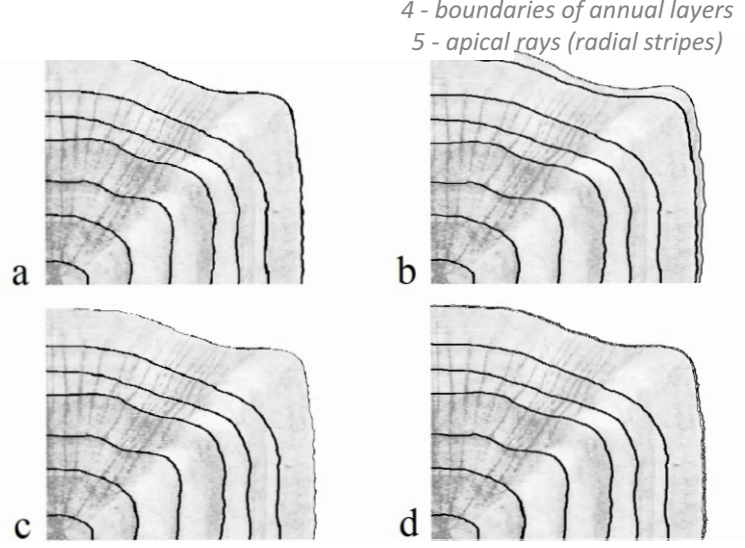 4 - boundaries of annual layers
5 - apical rays (radial stripes)
a
b
c
d